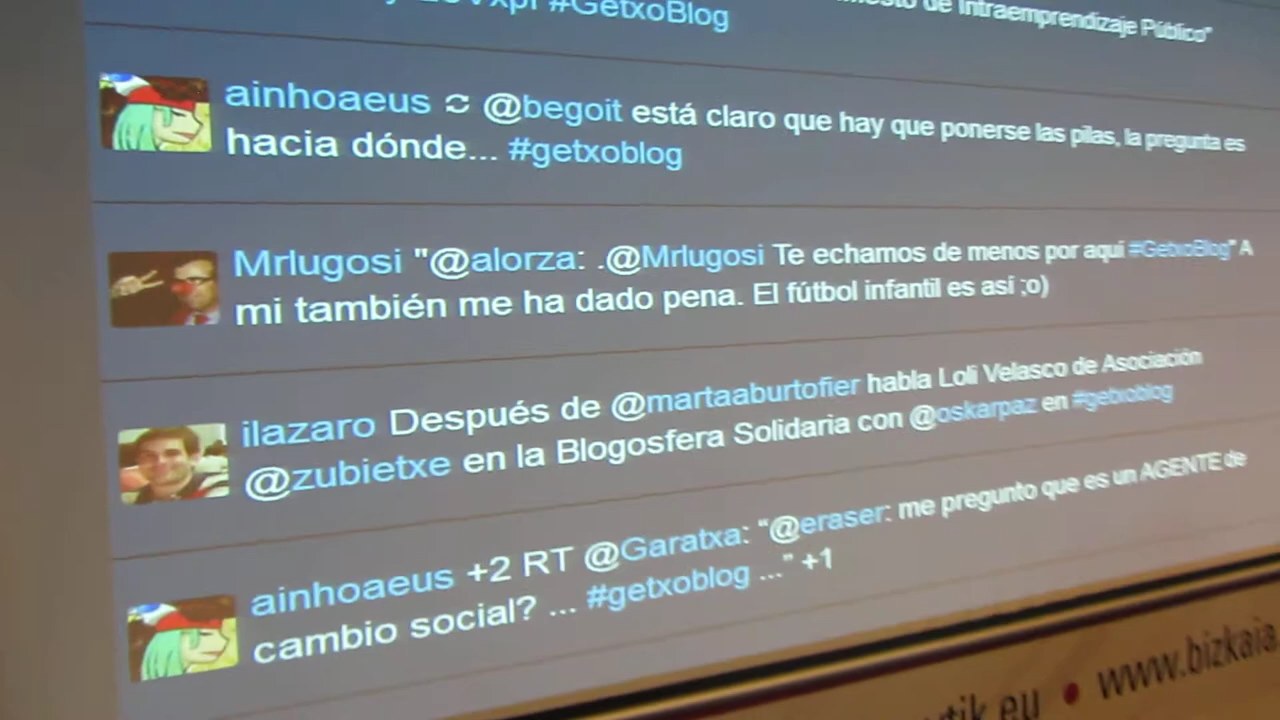 #GetxoBlog de Intraemprendizaje Público"
ainhoaeus @begoit está claro que hay que ponerse las pilas, la pregunta es
hacia dónde... #getxoblog
Mrlugosi "@alorza: .@Mrlugosi Te echamos de menos por aquí #GetxoBlog" A
mi también me ha dado pena. El fútbol infantil es así ;o)
ilazaro Después de @martaaburtofier habla Loli Velasco de Asociación
@zubietxe en la Blogosfera Solidaria con @oskarpaz en #getxoblog
ainhoaeus +2 RT @Garatxa: "@eraser: me pregunto que es un AGENTE de
cambio social? ... #getxoblog ..." +1
tik.eu • www.bizkaia